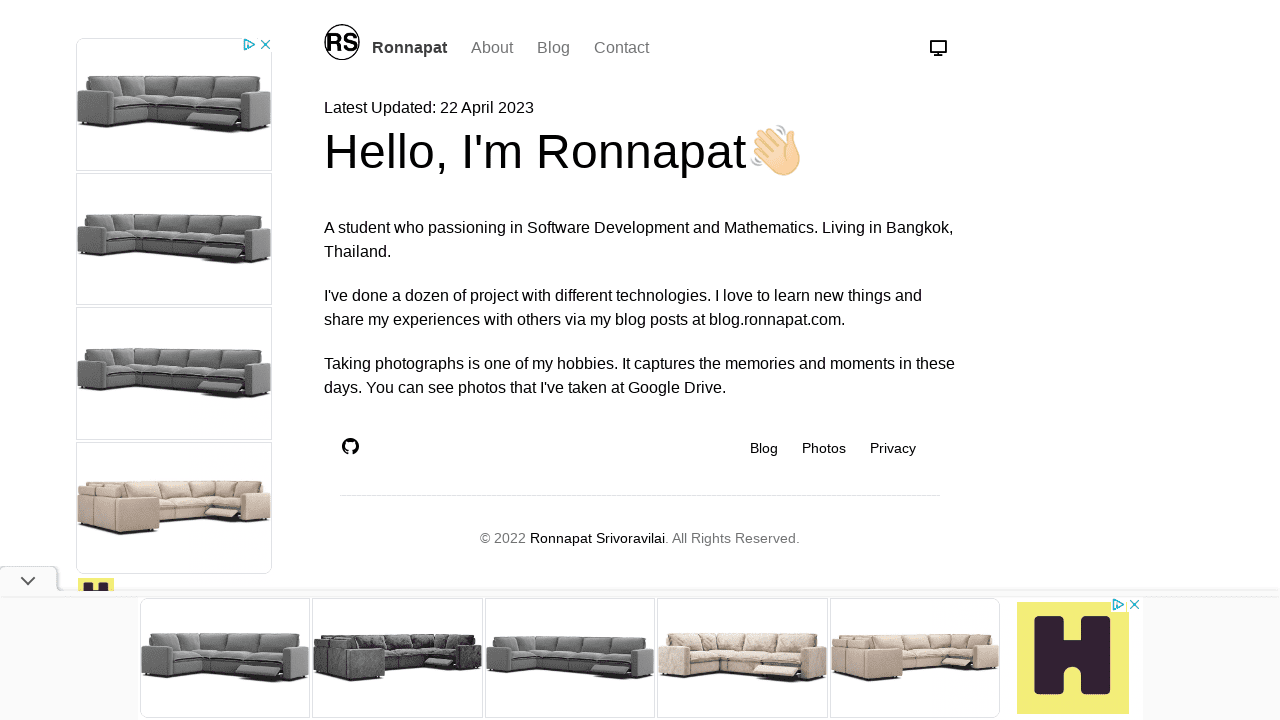 RS Ronnapat About Blog Contact
Latest Updated: 22 April 2023
Hello, I'm Ronnapat
A student who passioning in Software Development and Mathematics. Living in Bangkok,
Thailand.
I've done a dozen of project with different technologies. I love to learn new things and
share my experiences with others via my blog posts at blog.ronnapat.com.
Taking photographs is one of my hobbies. It captures the memories and moments in these
days. You can see photos that I've taken at Google Drive.
Blog Photos Privacy
© 2022 Ronnapat Srivoravilai. All Rights Reserved.
H
H